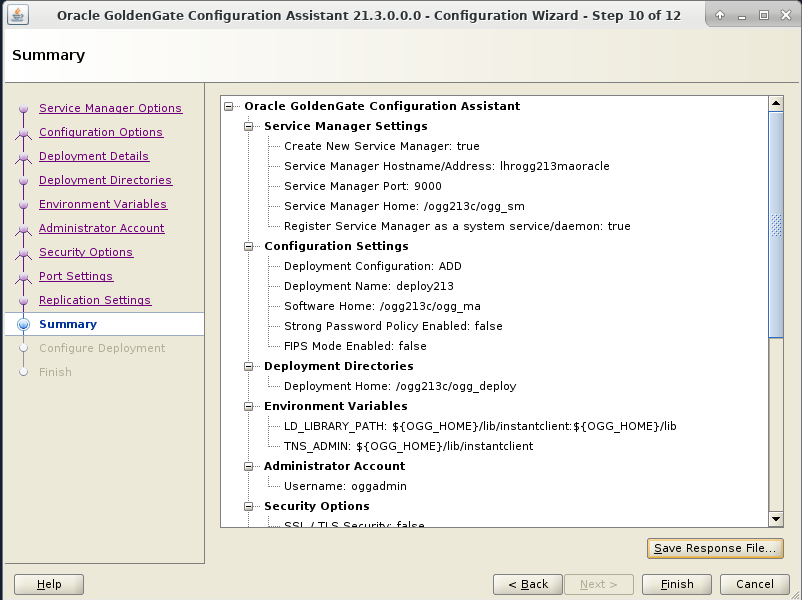 Oracle GoldenGate Configuration Assistant 21.3.0.0.0 - Configuration Wizard - Step 10 of 12
Summary
Service Manager Options
Configuration Options
Deployment Details
Deployment Directories
Environment Variables
Administrator Account
Security Options
Port Settings
Replication Settings
Summary
Configure Deployment
Finish
Oracle GoldenGate Configuration Assistant
Service Manager Settings
Create New Service Manager: true
Service Manager Hostname/Address: lhrogg213maoracle
Service Manager Port: 9000
Service Manager Home: /ogg213c/ogg_sm
Register Service Manager as a system service/daemon: true
Configuration Settings
Deployment Configuration: ADD
Deployment Name: deploy213
Software Home: /ogg213c/ogg_ma
Strong Password Policy Enabled: false
FIPS Mode Enabled: false
Deployment Directories
Deployment Home: /ogg213c/ogg_deploy
Environment Variables
LD_LIBRARY_PATH: ${OGG_HOME}/lib/instantclient:${OGG_HOME}/lib
TNS_ADMIN: ${OGG_HOME}/lib/instantclient
Administrator Account
Username: oggadmin
Security Options
SSL / TLS Security: false
Save Response File...
Help
< Back
Next >
Finish
Cancel